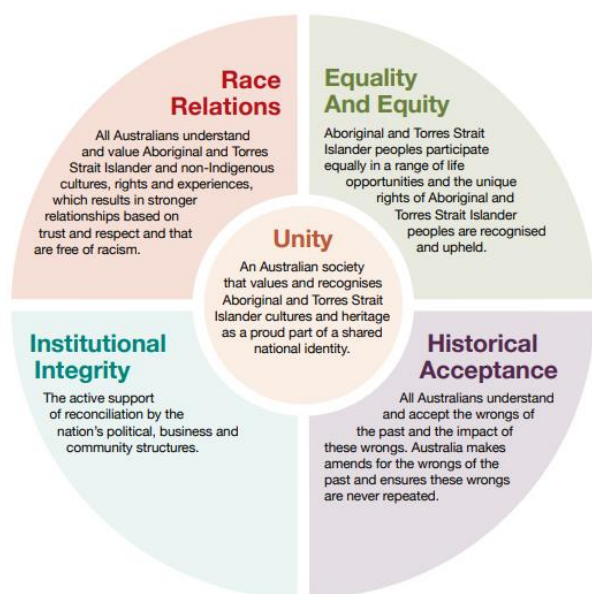 Race
Relations
All Australians understand
and value Aboriginal and Torres
Strait Islander and non-Indigenous
cultures, rights and experiences,
which results in stronger
relationships based on
trust and respect and that
are free of racism.
Equality
And Equity
Aboriginal and Torres Strait
Islander peoples participate
equally in a range of life
opportunities and the unique
rights of Aboriginal and
Torres Strait Islander
peoples are recognised
and upheld.
Unity
An Australian society
that values and recognises
Aboriginal and Torres Strait
Islander cultures and heritage
as a proud part of a shared
national identity.
Institutional
Integrity
The active support
of reconciliation by the
nation's political, business and
community structures.
Historical
Acceptance
All Australians understand
and accept the wrongs of
the past and the impact of
these wrongs. Australia makes
amends for the wrongs of the
past and ensures these wrongs
are never repeated.